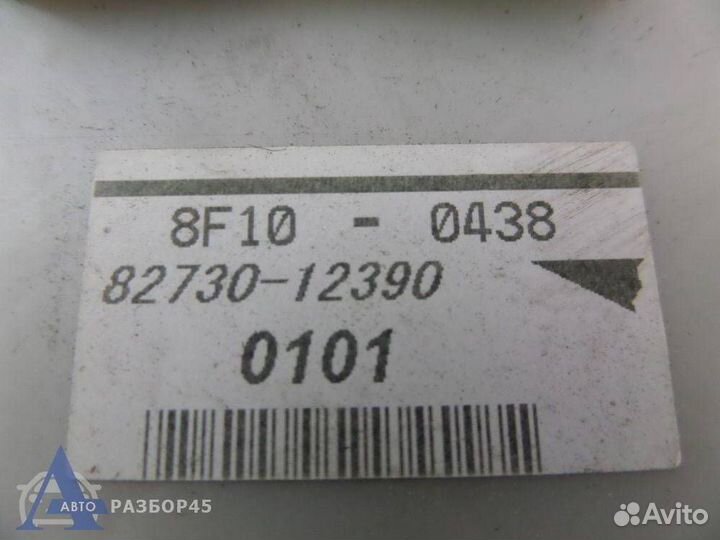 8F10 - 0438
82730-12390
0101
АВТО РАЗБОР45
Avito